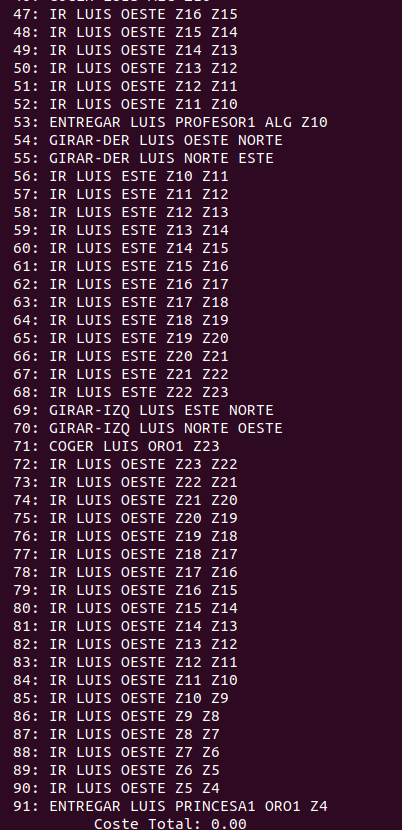 47: IR LUIS OESTE Z16 Z15
48: IR LUIS OESTE Z15 Z14
49: IR LUIS OESTE Z14 Z13
50: IR LUIS OESTE Z13 Z12
51: IR LUIS OESTE Z12 Z11
52: IR LUIS OESTE Z11 Z10
53: ENTREGAR LUIS PROFESOR1 ALG Z10
54: GIRAR-DER LUIS OESTE NORTE
55: GIRAR-DER LUIS NORTE ESTE
56: IR LUIS ESTE Z10 Z11
57: IR LUIS ESTE Z11 Z12
58: IR LUIS ESTE Z12 Z13
59: IR LUIS ESTE Z13 Z14
60: IR LUIS ESTE Z14 Z15
61: IR LUIS ESTE Z15 Z16
62: IR LUIS ESTE Z16 Z17
63: IR LUIS ESTE Z17 Z18
64: IR LUIS ESTE Z18 Z19
65: IR LUIS ESTE Z19 Z20
66: IR LUIS ESTE Z20 Z21
67: IR LUIS ESTE Z21 Z22
68: IR LUIS ESTE Z22 Z23
69: GIRAR-IZQ LUIS ESTE NORTE
70: GIRAR-IZQ LUIS NORTE OESTE
71: COGER LUIS ORO1 Z23
72: IR LUIS OESTE Z23 Z22
73: IR LUIS OESTE Z22 Z21
74: IR LUIS OESTE Z21 Z20
75: IR LUIS OESTE Z20 Z19
76: IR LUIS OESTE Z19 Z18
77: IR LUIS OESTE Z18 Z17
78: IR LUIS OESTE Z17 Z16
79: IR LUIS OESTE Z16 Z15
80: IR LUIS OESTE Z15 Z14
81: IR LUIS OESTE Z14 Z13
82: IR LUIS OESTE Z13 Z12
83: IR LUIS OESTE Z12 Z11
84: IR LUIS OESTE Z11 Z10
85: IR LUIS OESTE Z10 Z9
86: IR LUIS OESTE Z9 Z8
87: IR LUIS OESTE Z8 Z7
88: IR LUIS OESTE Z7 Z6
89: IR LUIS OESTE Z6 Z5
90: IR LUIS OESTE Z5 Z4
91: ENTREGAR LUIS PRINCESA1 ORO1 Z4
Coste Total: 0.00